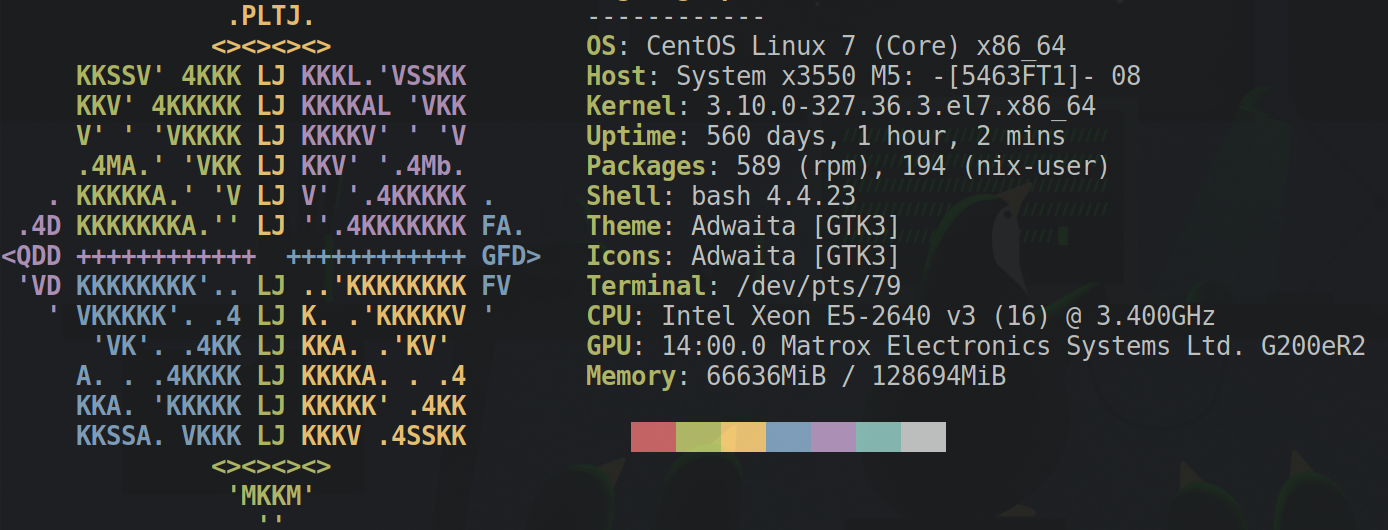 .PLTJ.
<><><><>
KKSSV' 4KKK LJ KKKL.'VSSKK
KKV' 4KKKKK LJ KKKKAL 'VKK
V' ' 'VKKKK LJ KKKKV' ' 'V
.4MA.' 'VKK LJ KKV' '.4Mb.
. KKKKKA.' 'V LJ V' '.4KKKKK .
.4D KKKKKKKA.'' LJ ''.4KKKKKKK FA.
<QDD ++++++++++++ ++++++++++++ GFD>
'VD KKKKKKKK'.. LJ ..'KKKKKKKK FV
' VKKKKK'. .4 LJ K. .'KKKKKV '
'VK'. .4KK LJ KKA. .'KV'
A. . .4KKKK LJ KKKKA. . .4
KKA. 'KKKKK LJ KKKKK' .4KK
KKSSA. VKKK LJ KKKV .4SSKK
<><><><>
'MKKM'
''
------------
OS: CentOS Linux 7 (Core) x86_64
Host: System x3550 M5: -[5463FT1]- 08
Kernel: 3.10.0-327.36.3.el7.x86_64
Uptime: 560 days, 1 hour, 2 mins
Packages: 589 (rpm), 194 (nix-user)
Shell: bash 4.4.23
Theme: Adwaita [GTK3]
Icons: Adwaita [GTK3]
Terminal: /dev/pts/79
CPU: Intel Xeon E5-2640 v3 (16) @ 3.400GHz
GPU: 14:00.0 Matrox Electronics Systems Ltd. G200eR2
Memory: 66636MiB / 128694MiB